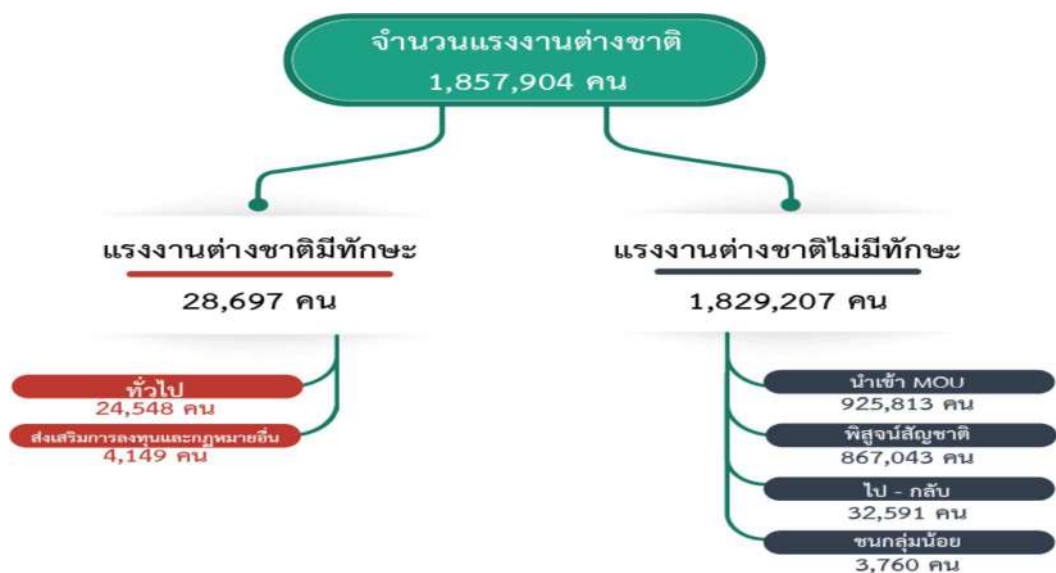 จำนวนแรงงานต่างชาติ
1,857,904 คน
แรงงานต่างชาติมีทักษะ
28,697 คน
ทั่วไป
24,548 คน
ส่งเสริมการลงทุนและกฎหมายอื่น
4,149 คน
แรงงานต่างชาติไม่มีทักษะ
1,829,207 คน
นำเข้า MOU
925,813 คน
พิสูจน์สัญชาติ
867,043 คน
ไป - กลับ
32,591 คน
ชนกลุ่มน้อย
3,760 คน